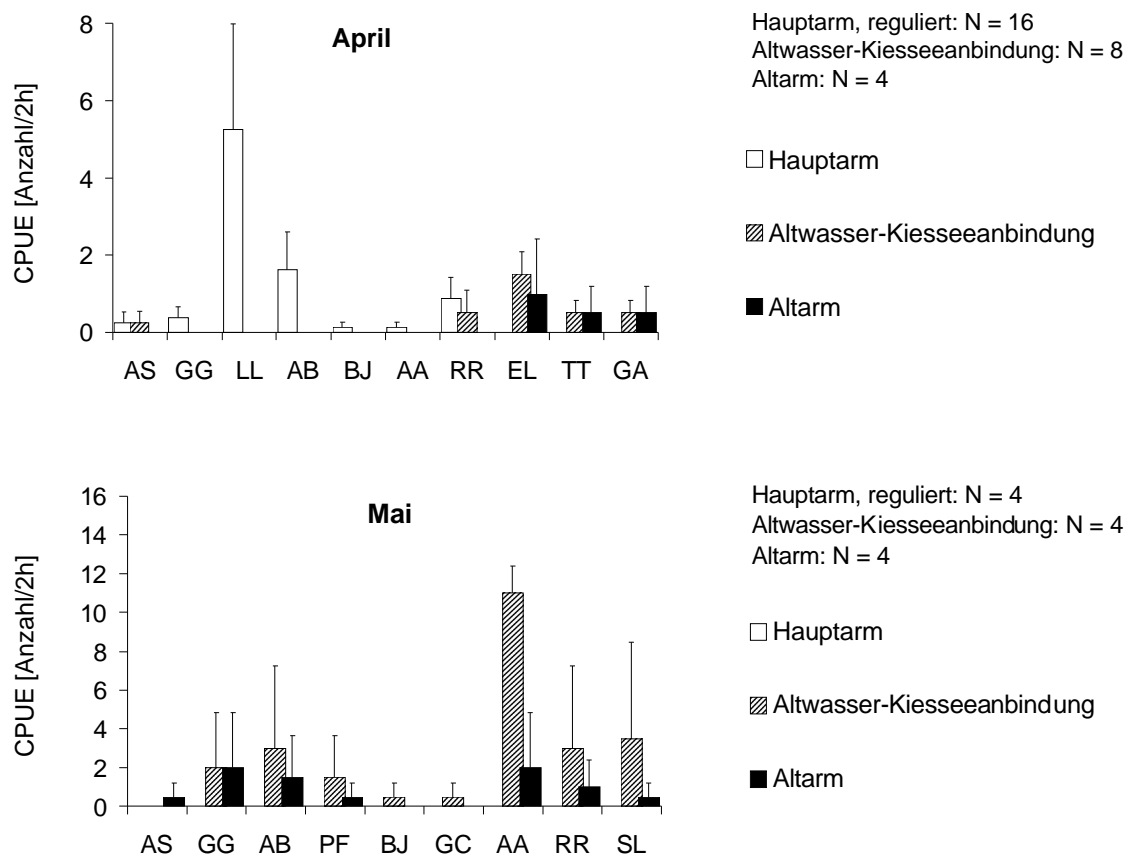 April
Hauptarm, reguliert: N = 16
Altwasser-Kiesseeanbindung: N = 8
Altarm: N = 4
Hauptarm
Altwasser-Kiesseeanbindung
Altarm
CPUE [Anzahl/2h]
8
6
4
2
0
AS GG LL AB BJ AA RR EL TT GA
Mai
Hauptarm, reguliert: N = 4
Altwasser-Kiesseeanbindung: N = 4
Altarm: N = 4
Hauptarm
Altwasser-Kiesseeanbindung
Altarm
CPUE [Anzahl/2h]
16
14
12
10
8
6
4
2
0
AS GG AB PF BJ GC AA RR SL